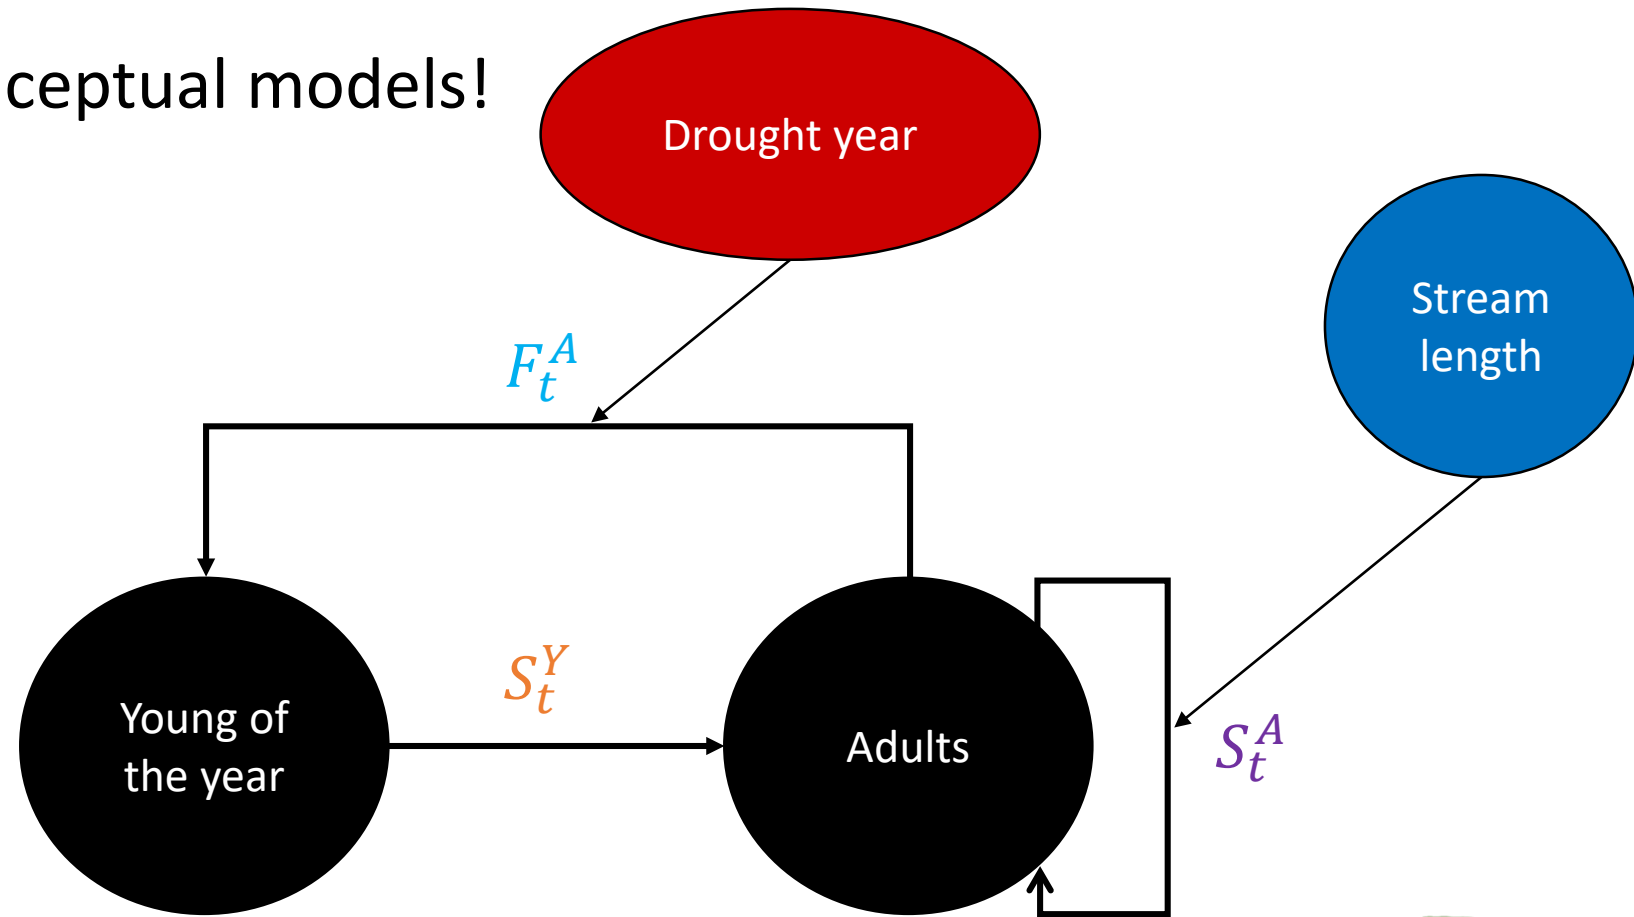 ceptual models!
Drought year
Stream
length
F_t^A
S_t^Y
Young of
the year
Adults
S_t^A